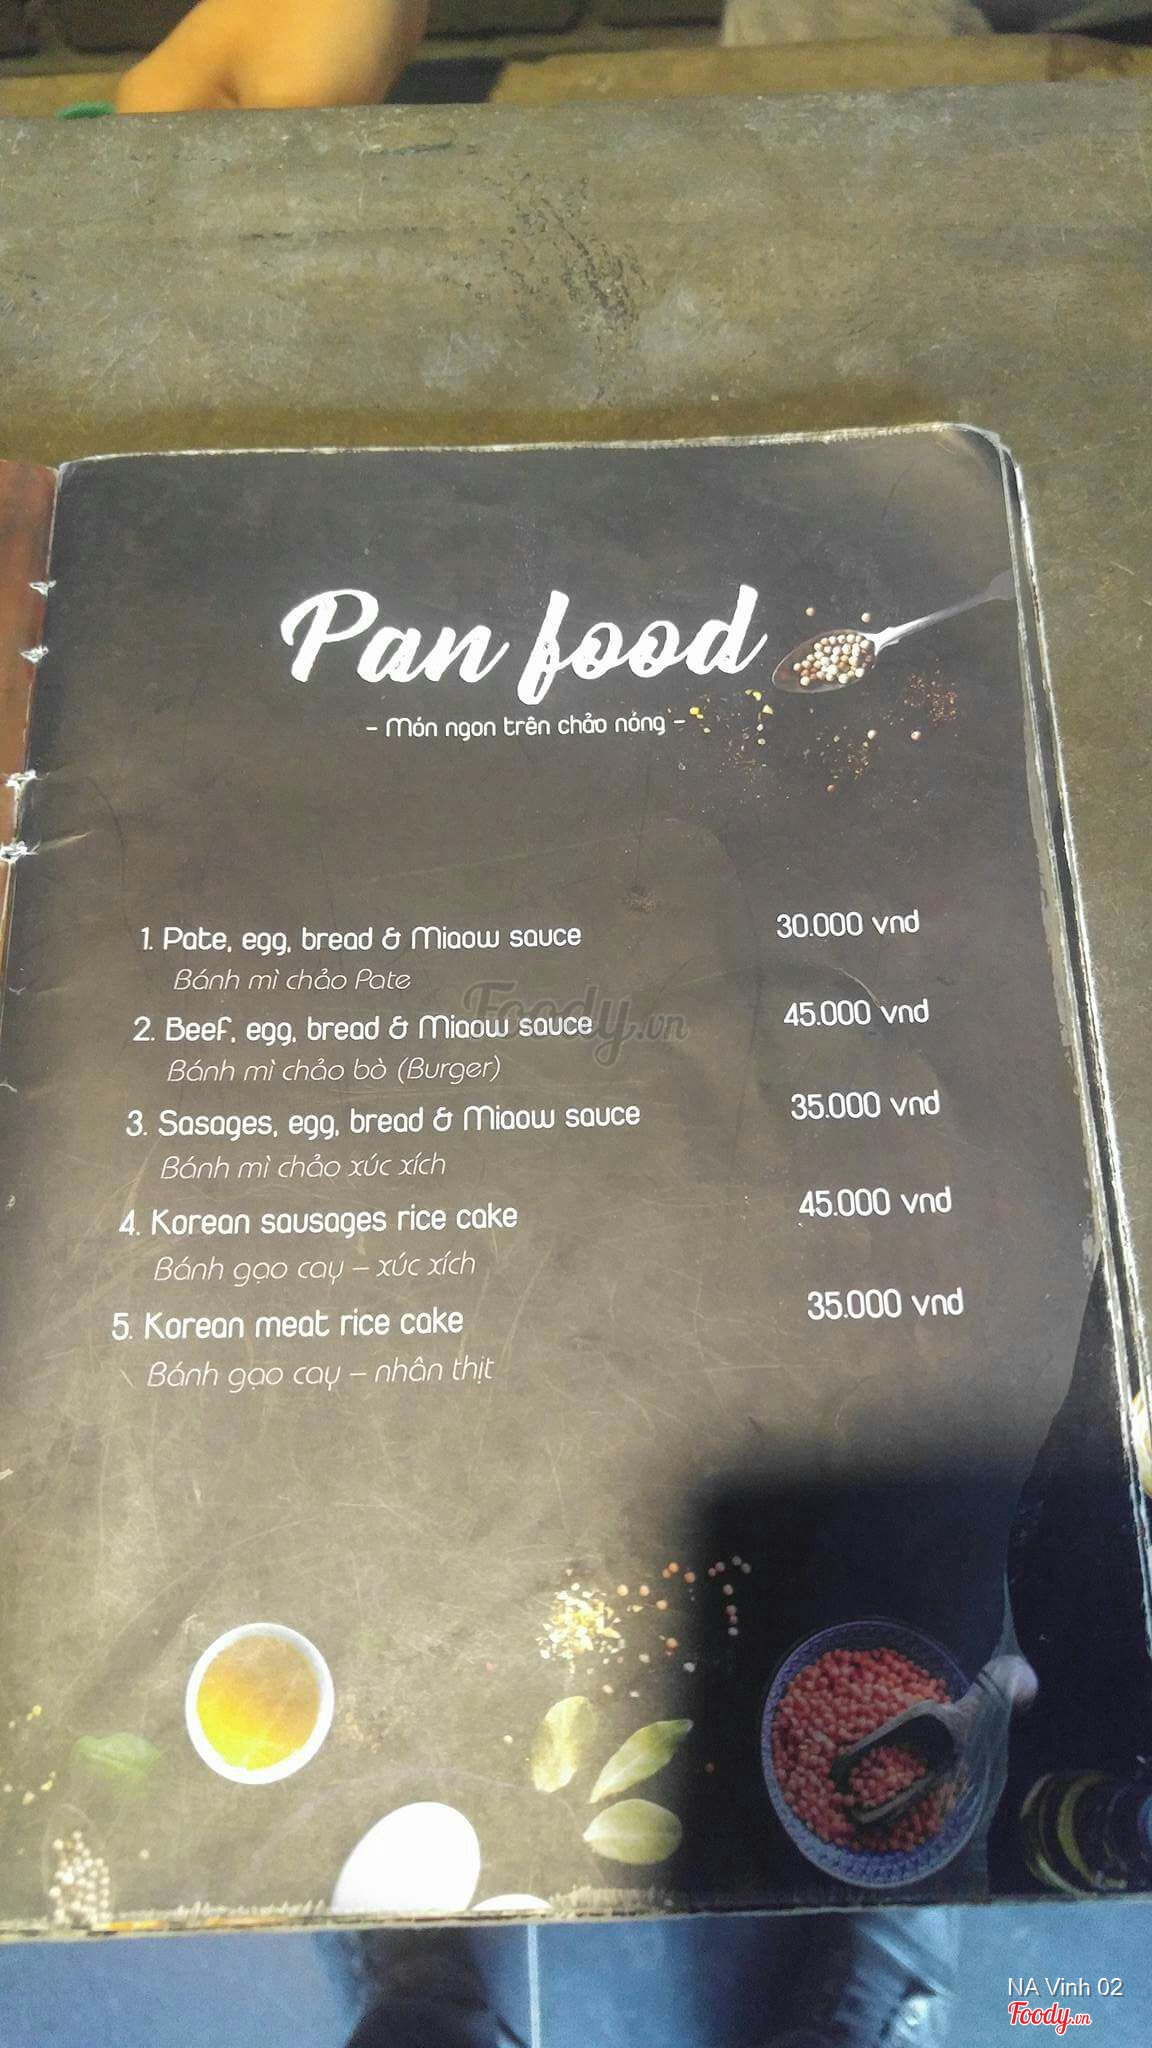 Pan food
- Món ngon trên chảo nóng -
1. Pate, egg, bread & Miaow sauce 30.000 vnd
Bánh mì chảo Pate
2. Beef, egg, bread & Miaow sauce 45.000 vnd
Bánh mì chảo bò (Burger)
3. Sasages, egg, bread & Miaow sauce 35.000 vnd
Bánh mì chảo xúc xích
4. Korean sausages rice cake 45.000 vnd
Bánh gạo cay – xúc xích
5. Korean meat rice cake 35.000 vnd
Bánh gạo cay – nhân thịt
Foody.vn
NA Vinh 02
Foody.vn